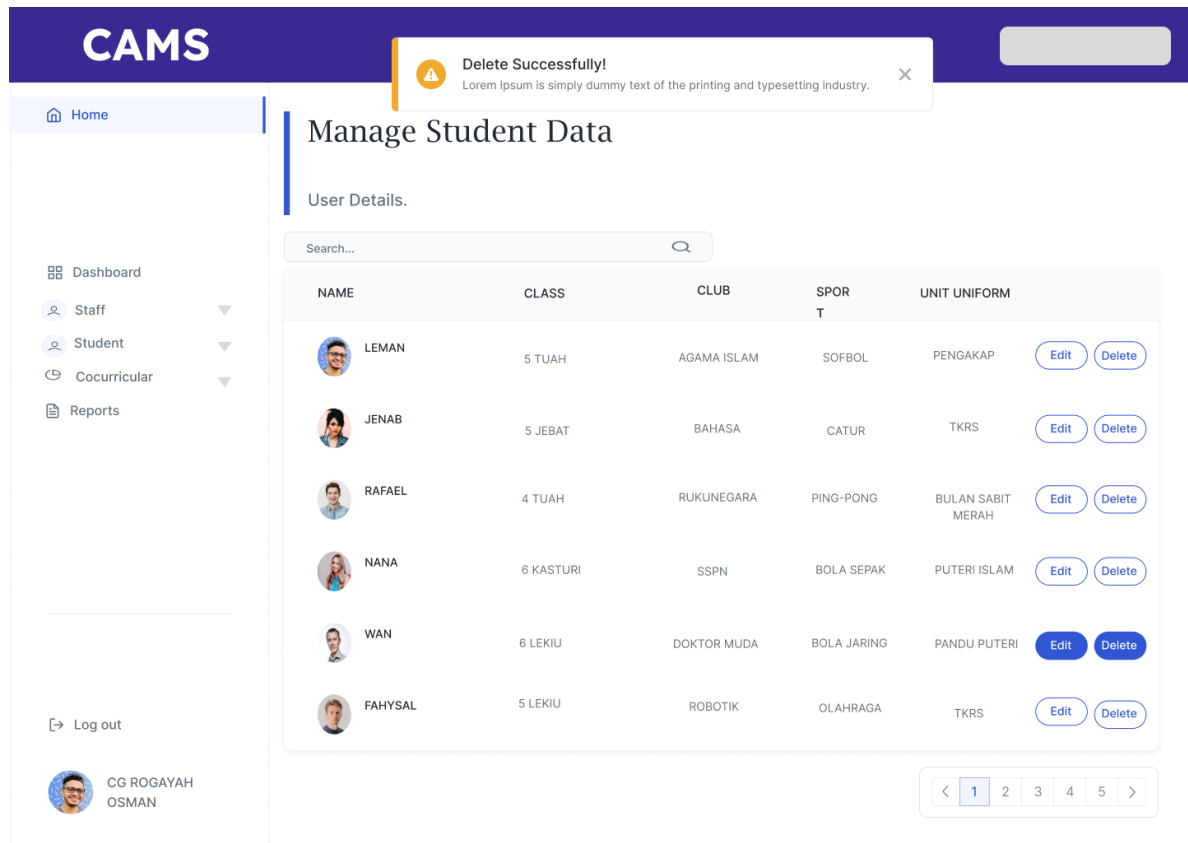 CAMS
Delete Successfully!
Lorem Ipsum is simply dummy text of the printing and typesetting industry.
Home
Manage Student Data
User Details.
Search...
Dashboard
Staff
Student
Cocurricular
Reports
NAME CLASS CLUB SPOR UNIT UNIFORM
T
LEMAN 5 TUAH AGAMA ISLAM SOFBOL PENGAKAP Edit Delete
JENAB 5 JEBAT BAHASA CATUR TKRS Edit Delete
RAFAEL 4 TUAH RUKUNEGARA PING-PONG BULAN SABIT Edit Delete
MERAH
NANA 6 KASTURI SSPN BOLA SEPAK PUTERI ISLAM Edit Delete
WAN 6 LEKIU DOKTOR MUDA BOLA JARING PANDU PUTERI Edit Delete
FAHYSAL 5 LEKIU ROBOTIK OLAHRAGA TKRS Edit Delete
Log out
CG ROGAYAH
OSMAN
1 2 3 4 5